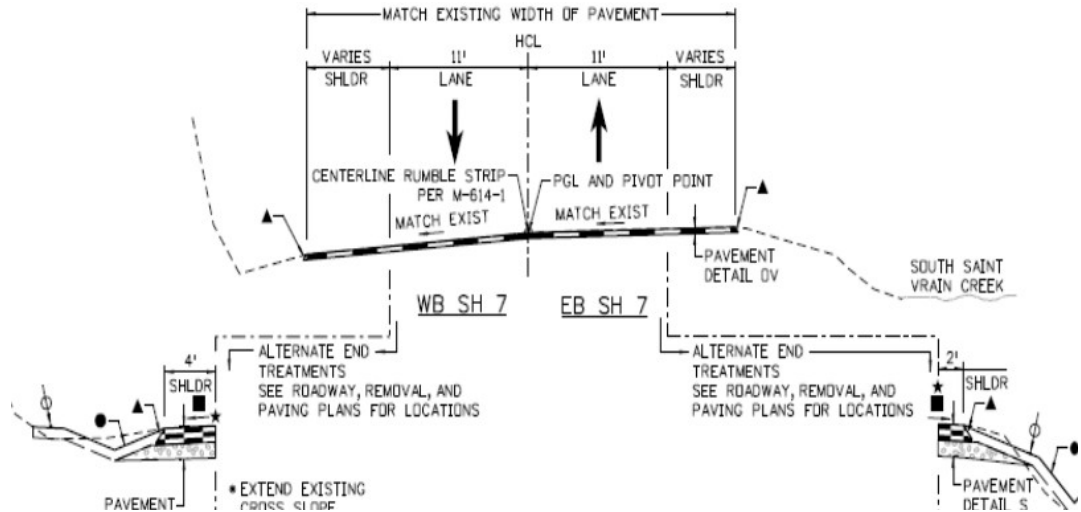 MATCH EXISTING WIDTH OF PAVEMENT
HCL
VARIES
11'
11'
VARIES
SHLDR
LANE
LANE
SHLDR
CENTERLINE RUMBLE STRIP
PER M-614-1
PGL AND PIVOT POINT
MATCH EXIST
MATCH EXIST
PAVEMENT
DETAIL OV
SOUTH SAINT
VRAIN CREEK
WB SH 7
EB SH 7
4'
SHLDR
ALTERNATE END
TREATMENTS
SEE ROADWAY, REMOVAL, AND
PAVING PLANS FOR LOCATIONS
ALTERNATE END
TREATMENTS
SEE ROADWAY, REMOVAL, AND
PAVING PLANS FOR LOCATIONS
2'
SHLDR
PAVEMENT
* EXTEND EXISTING
CROSS SLOPE
PAVEMENT
DETAIL S